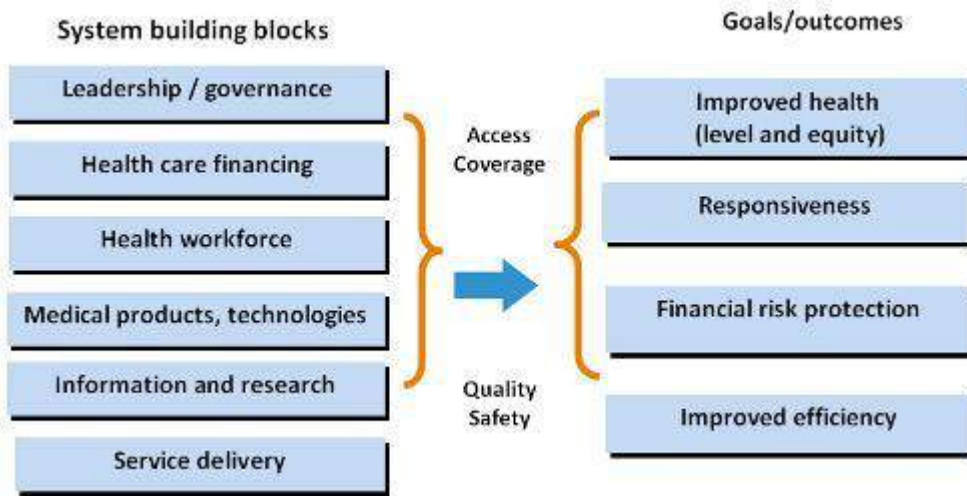 System building blocks
Leadership / governance
Health care financing
Health workforce
Medical products, technologies
Information and research
Service delivery
Access
Coverage
Quality
Safety
Goals/outcomes
Improved health
(level and equity)
Responsiveness
Financial risk protection
Improved efficiency